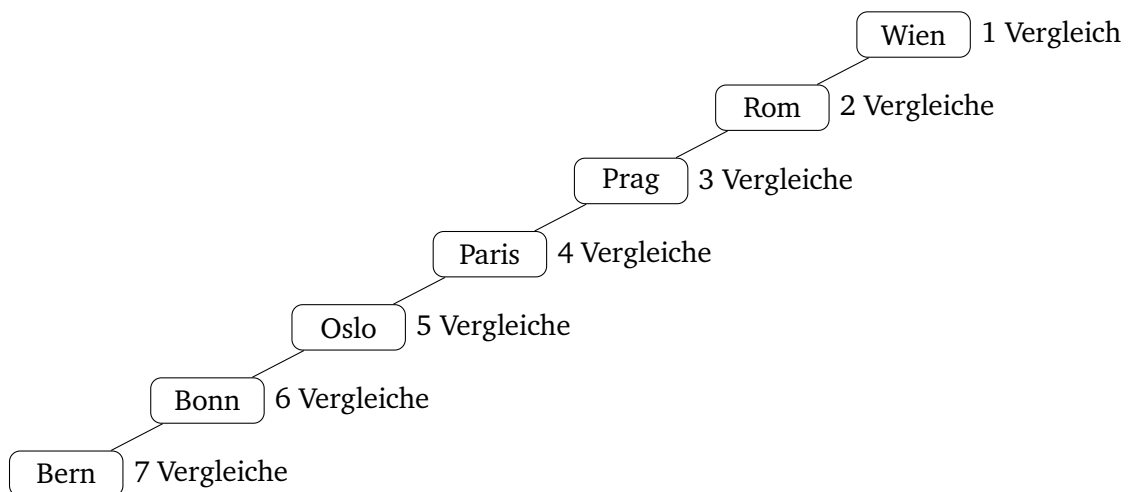 Wien 1 Vergleich
Rom 2 Vergleiche
Prag 3 Vergleiche
Paris 4 Vergleiche
Oslo 5 Vergleiche
Bonn 6 Vergleiche
Bern 7 Vergleiche